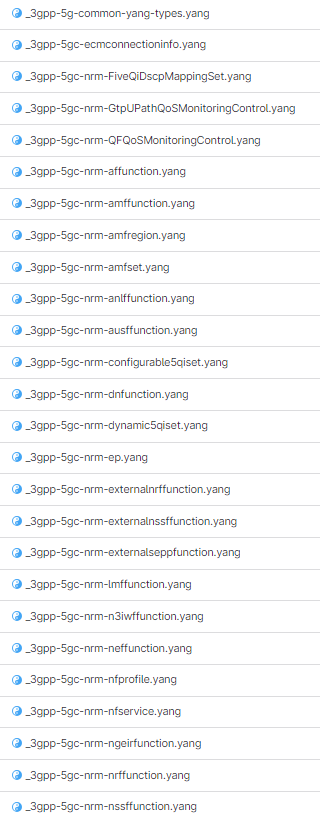 _3gpp-5g-common-yang-types.yang
_3gpp-5gc-ecmconnectioninfo.yang
_3gpp-5gc-nrm-FiveQiDscpMappingSet.yang
_3gpp-5gc-nrm-GtpUPathQoSMonitoringControl.yang
_3gpp-5gc-nrm-QFQoSMonitoringControl.yang
_3gpp-5gc-nrm-affunction.yang
_3gpp-5gc-nrm-amffunction.yang
_3gpp-5gc-nrm-amfregion.yang
_3gpp-5gc-nrm-amfset.yang
_3gpp-5gc-nrm-anlffunction.yang
_3gpp-5gc-nrm-ausffunction.yang
_3gpp-5gc-nrm-configurable5qiset.yang
_3gpp-5gc-nrm-dnfunction.yang
_3gpp-5gc-nrm-dynamic5qiset.yang
_3gpp-5gc-nrm-ep.yang
_3gpp-5gc-nrm-externalnrffunction.yang
_3gpp-5gc-nrm-externalnssffunction.yang
_3gpp-5gc-nrm-externalseppfunction.yang
_3gpp-5gc-nrm-lmffunction.yang
_3gpp-5gc-nrm-n3iwffunction.yang
_3gpp-5gc-nrm-neffunction.yang
_3gpp-5gc-nrm-nfprofile.yang
_3gpp-5gc-nrm-nfservice.yang
_3gpp-5gc-nrm-ngeirfunction.yang
_3gpp-5gc-nrm-nrffunction.yang
_3gpp-5gc-nrm-nssffunction.yang